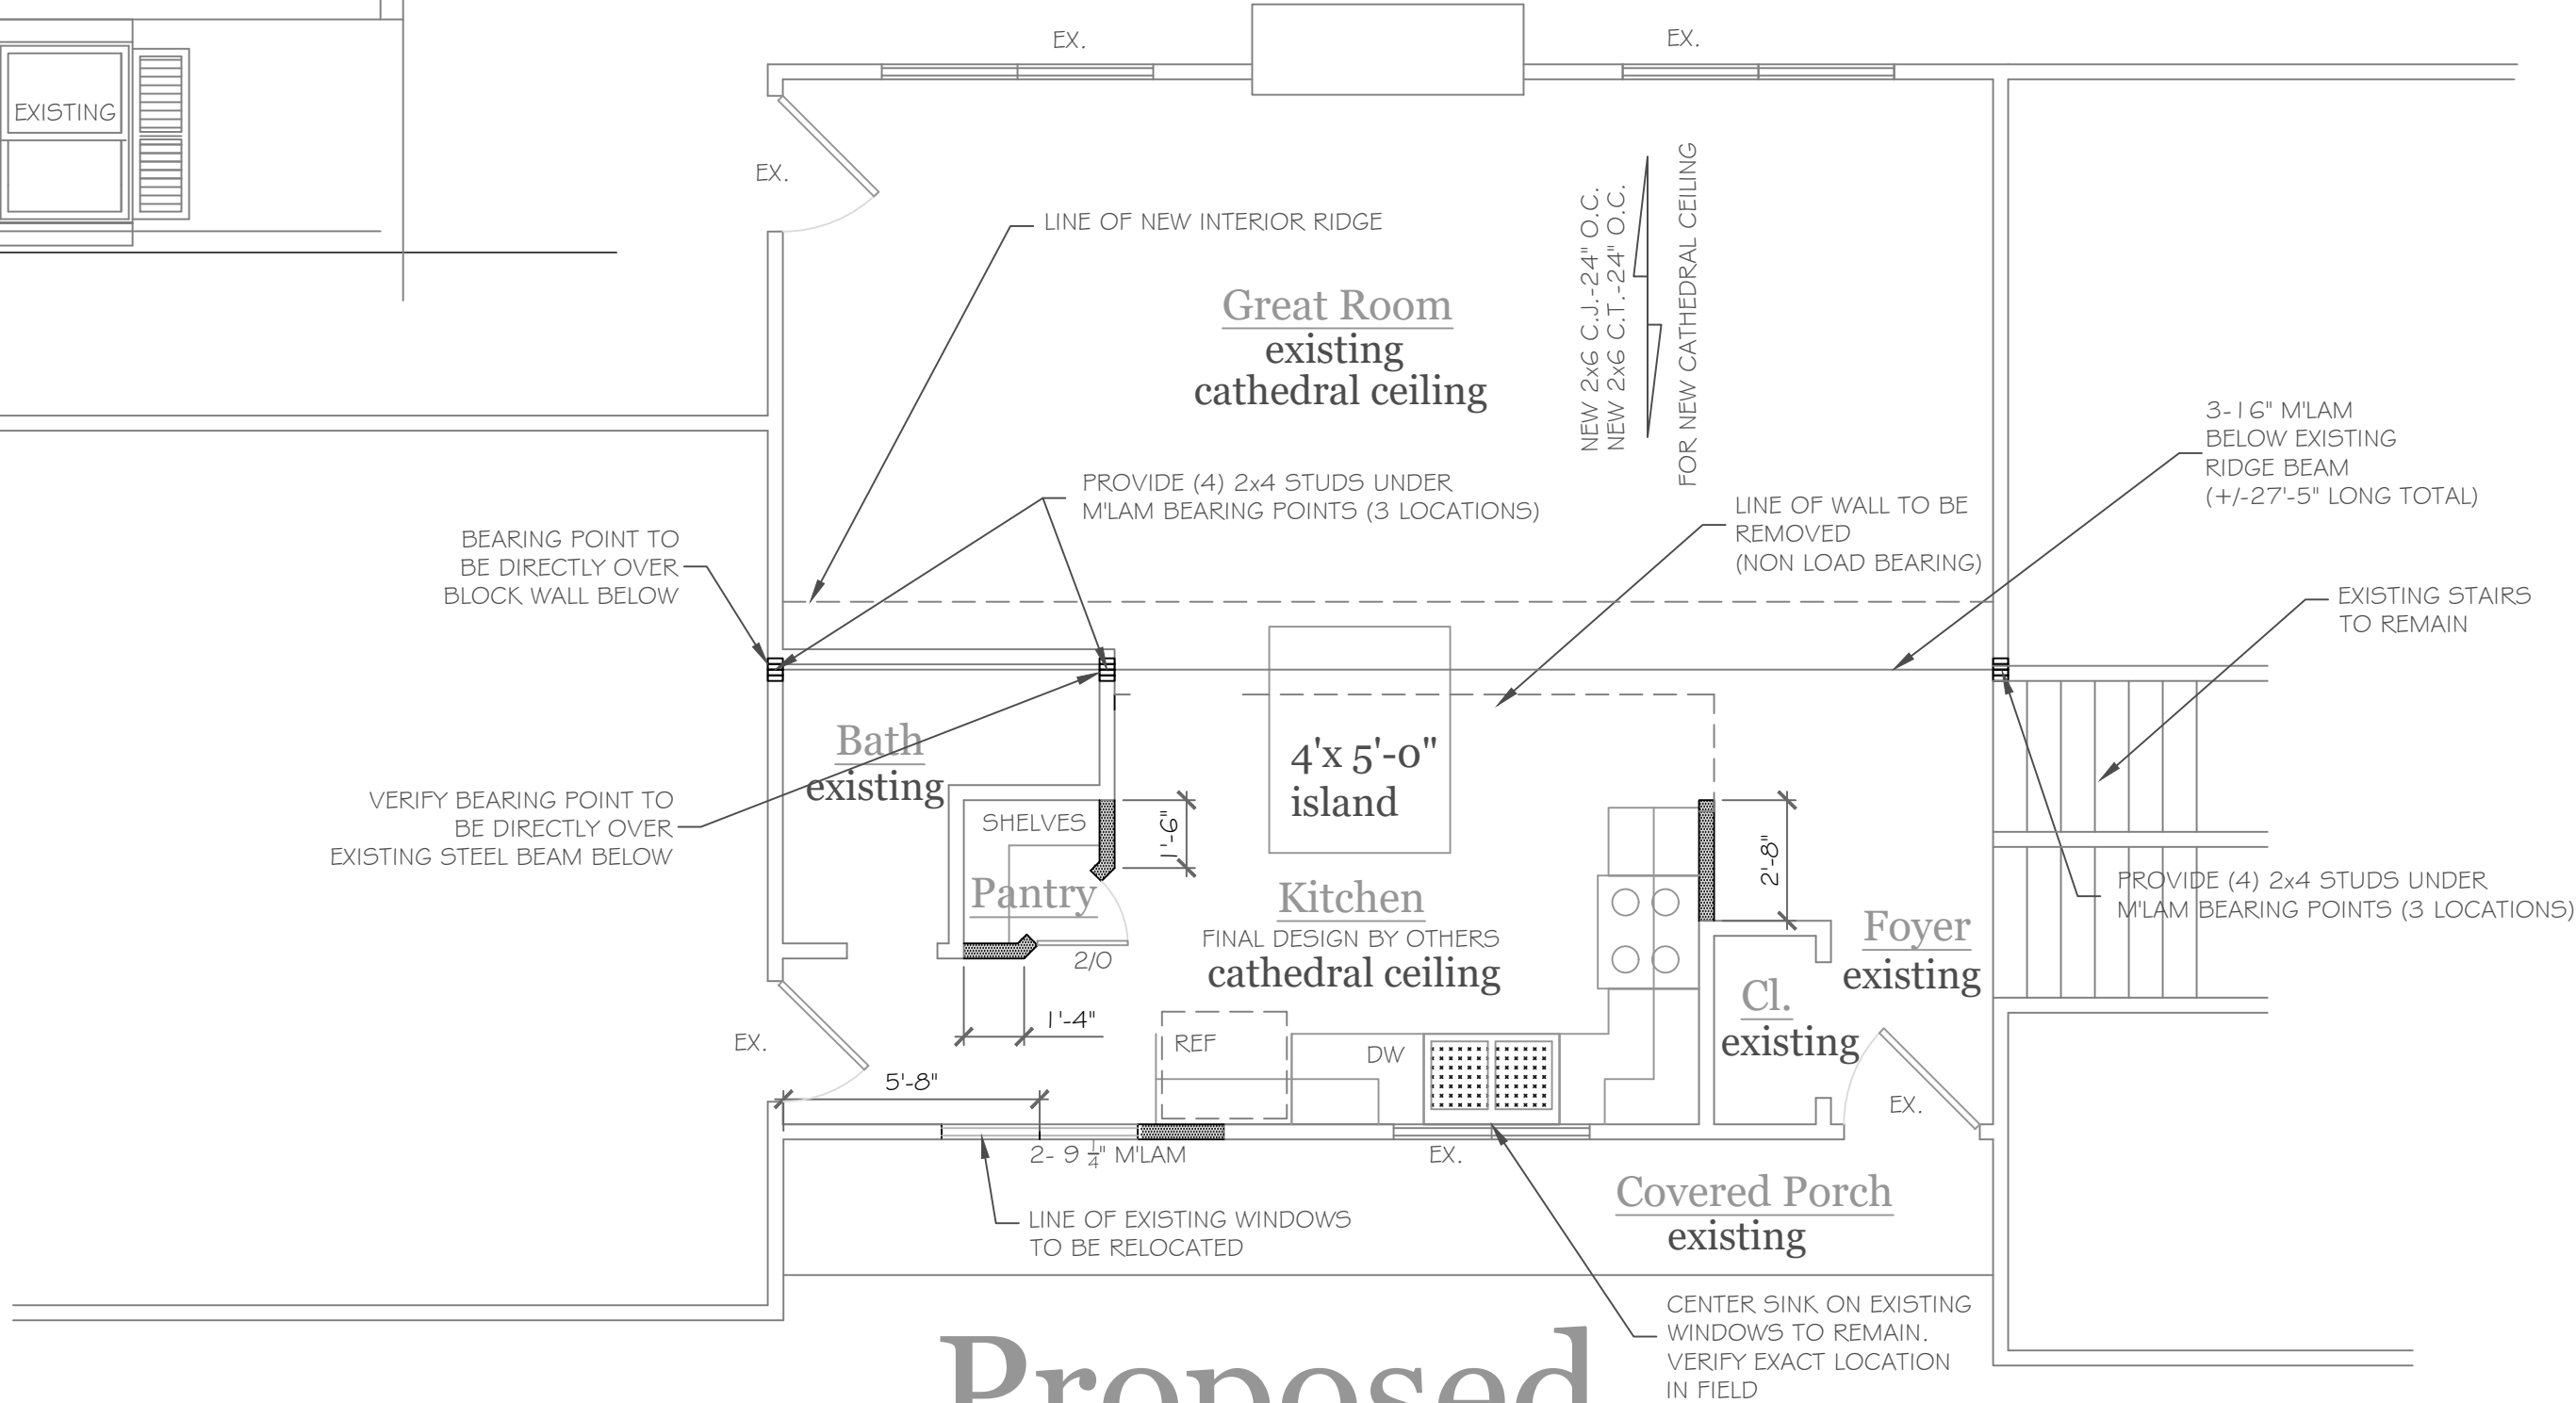 EX.
EX.
EXISTING
EX.
LINE OF NEW INTERIOR RIDGE
NEW 2x6 C.J.-24" O.C.
NEW 2x6 C.T.-24" O.C.
FOR NEW CATHEDRAL CEILING
Great Room
existing
cathedral ceiling
3-16" M'LAM
BELOW EXISTING
RIDGE BEAM
(+/-27'-5" LONG TOTAL)
PROVIDE (4) 2x4 STUDS UNDER
M'LAM BEARING POINTS (3 LOCATIONS)
LINE OF WALL TO BE
REMOVED
(NON LOAD BEARING)
BEARING POINT TO
BE DIRECTLY OVER
BLOCK WALL BELOW
EXISTING STAIRS
TO REMAIN
Bath
existing
4'x 5'-0"
island
VERIFY BEARING POINT TO
BE DIRECTLY OVER
EXISTING STEEL BEAM BELOW
SHELVES
1'-6"
2'-8"
Pantry
Kitchen
FINAL DESIGN BY OTHERS
cathedral ceiling
PROVIDE (4) 2x4 STUDS UNDER
M'LAM BEARING POINTS (3 LOCATIONS)
Foyer
existing
2/0
Cl.
existing
1'-4"
EX.
REF
DW
5'-8"
EX.
2- 9 1/4" M'LAM
EX.
Covered Porch
existing
LINE OF EXISTING WINDOWS
TO BE RELOCATED
CENTER SINK ON EXISTING
WINDOWS TO REMAIN.
VERIFY EXACT LOCATION
IN FIELD
Proposed